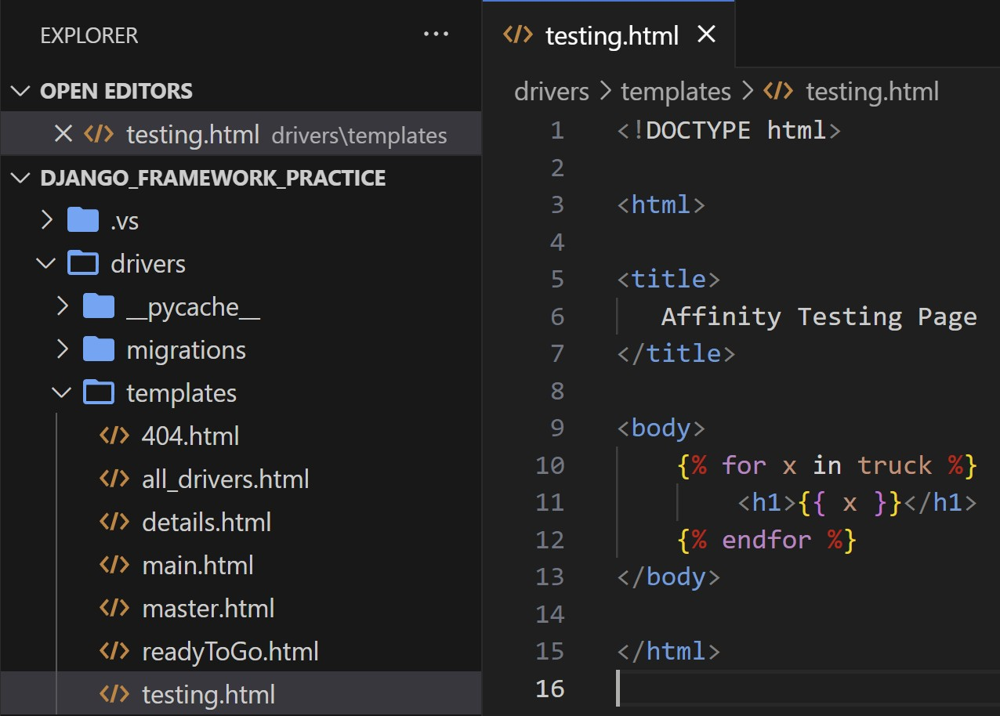 EXPLORER
OPEN EDITORS
testing.html drivers\templates
DJANGO_FRAMEWORK_PRACTICE
.vs
drivers
__pycache__
migrations
templates
404.html
all_drivers.html
details.html
main.html
master.html
readyToGo.html
testing.html
testing.html
drivers > templates > </> testing.html
1 <!DOCTYPE html>
2
3 <html>
4
5 <title>
6 Affinity Testing Page
7 </title>
8
9 <body>
10 {% for x in truck %}
11 <h1>{{ x }}</h1>
12 {% endfor %}
13 </body>
14
15 </html>
16